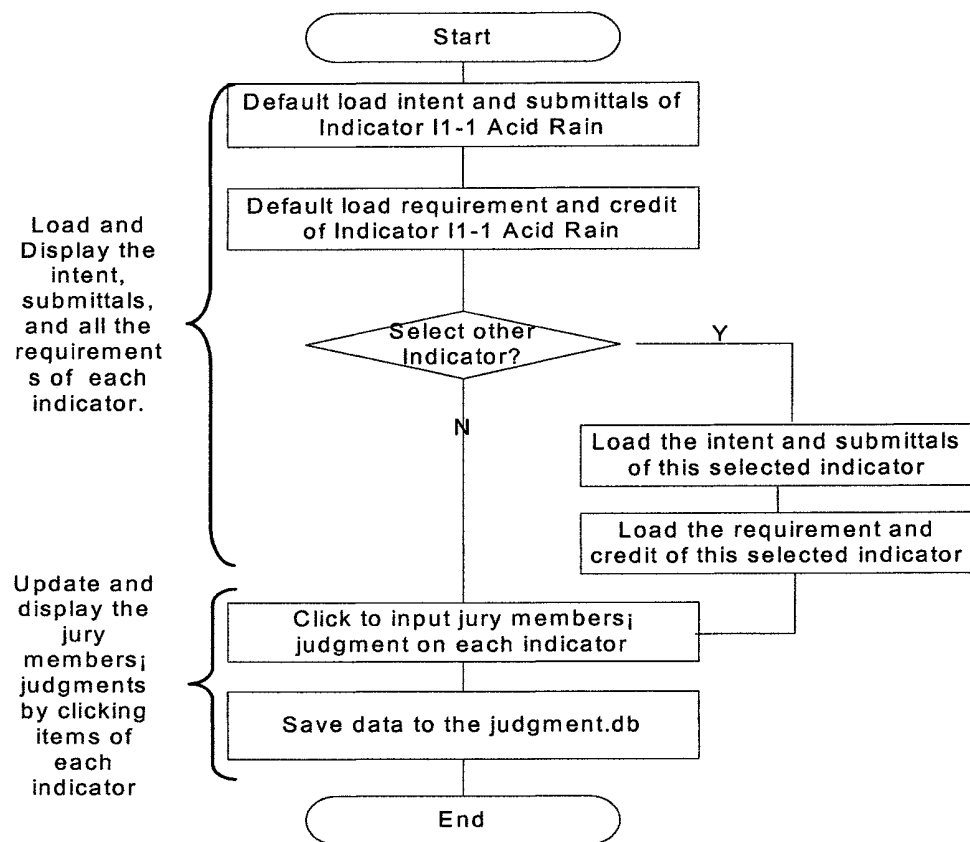 Start
Default load intent and submittals of
Indicator I1-1 Acid Rain
Default load requirement and credit
of Indicator I1-1 Acid Rain
Load and
Display the
intent,
submittals,
and all the
requirement
s of each
indicator.
Select other
Indicator?
Y
N
Load the intent and submittals
of this selected indicator
Load the requirement and
credit of this selected indicator
Update and
display the
jury
members¡
judgments
by clicking
items of
each
indicator
Click to input jury members¡
judgment on each indicator
Save data to the judgment.db
End